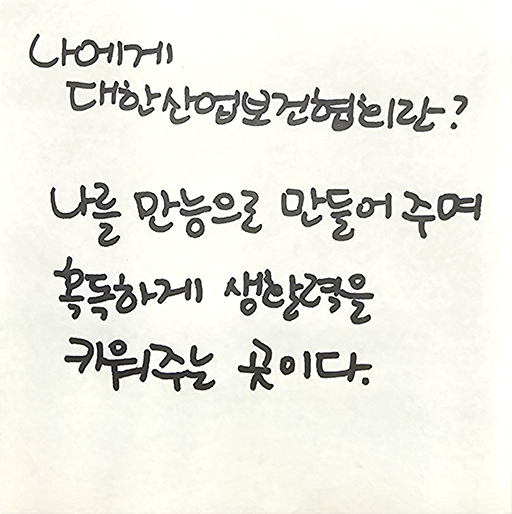 나에게
대한산업보건협회란?
나를 만능으로 만들어 주며
혹독하게 생활력을
키워주는 곳이다.